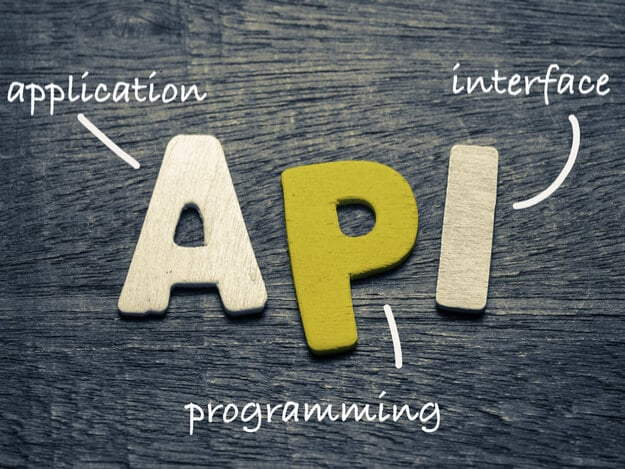 application
interface
API
programming